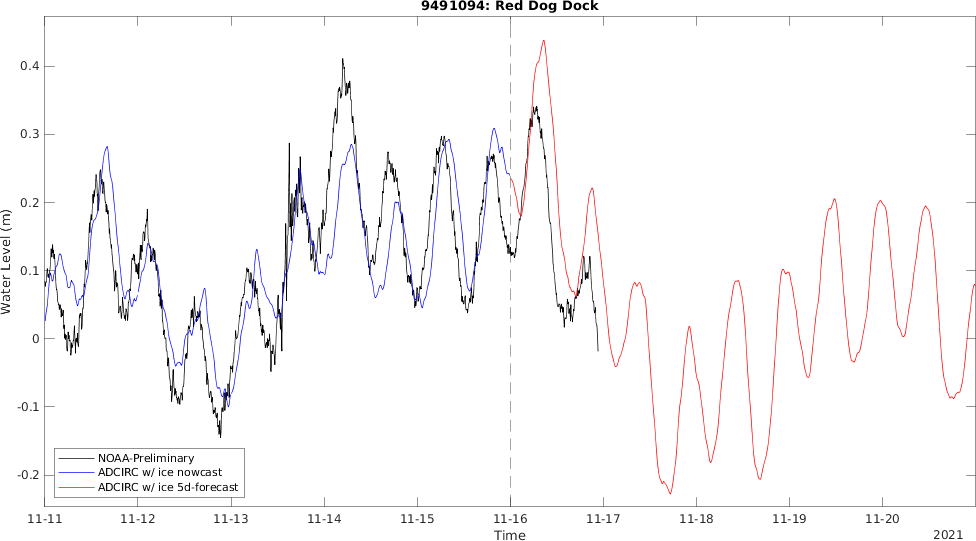 9491094: Red Dog Dock
Water Level (m)
0.4
0.3
0.2
0.1
0
-0.1
-0.2
NOAA-Preliminary
ADCIRC w/ ice nowcast
ADCIRC w/ ice 5d-forecast
11-11 11-12 11-13 11-14 11-15 11-16 11-17 11-18 11-19 11-20
Time
2021